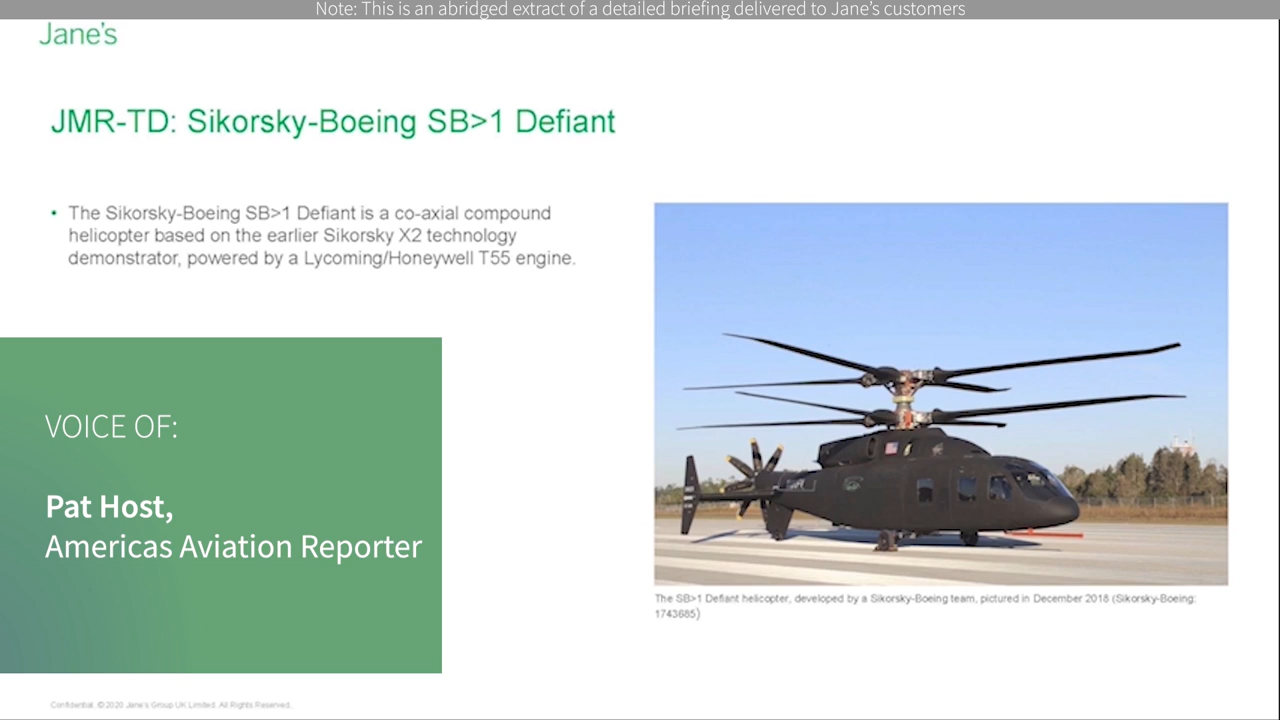 Note: This is an abridged extract of a detailed briefing delivered to Jane's customers
Jane's
JMR-TD: Sikorsky-Boeing SB>1 Defiant
• The Sikorsky-Boeing SB>1 Defiant is a co-axial compound
helicopter based on the earlier Sikorsky X2 technology
demonstrator, powered by a Lycoming/Honeywell T55 engine.
VOICE OF:
Pat Host,
Americas Aviation Reporter
The SB>1 Defiant helicopter, developed by a Sikorsky-Boeing team, pictured in December 2018 (Sikorsky-Boeing:
1743685)
Confidential. © 2020 Jane's Group UK Limited. All Rights Reserved.